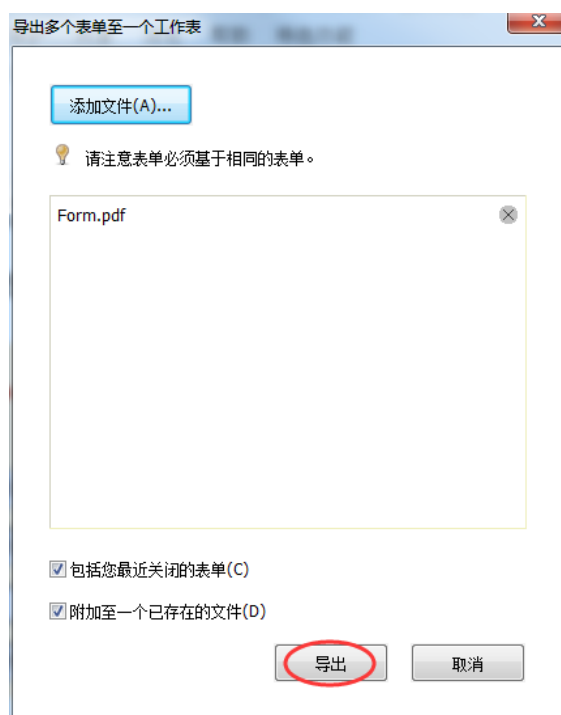 导出多个表单至一个工作表
添加文件(A)...
请注意表单必须基于相同的表单。
Form.pdf
包括您最近关闭的表单(C)
附加至一个已存在的文件(D)
导出
取消